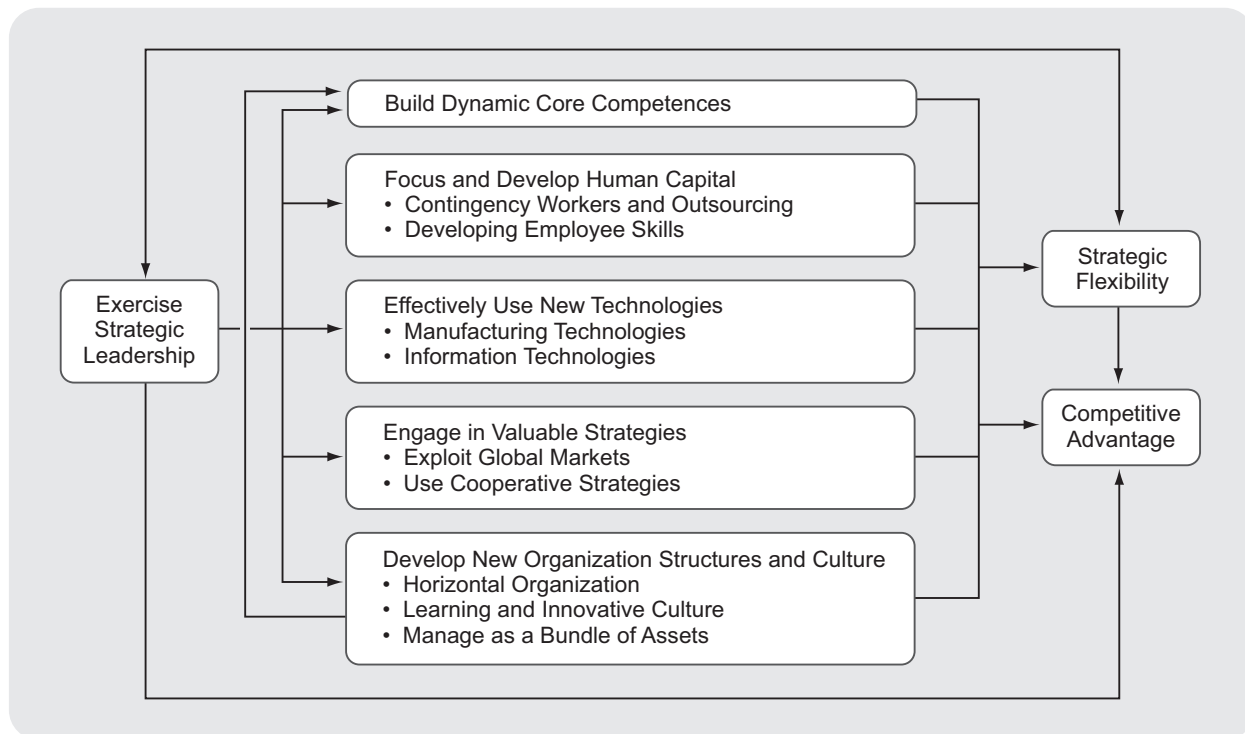 Build Dynamic Core Competences
Focus and Develop Human Capital
• Contingency Workers and Outsourcing
• Developing Employee Skills
Strategic
Flexibility
Exercise
Strategic
Leadership
Effectively Use New Technologies
• Manufacturing Technologies
• Information Technologies
Engage in Valuable Strategies
• Exploit Global Markets
• Use Cooperative Strategies
Competitive
Advantage
Develop New Organization Structures and Culture
• Horizontal Organization
• Learning and Innovative Culture
• Manage as a Bundle of Assets